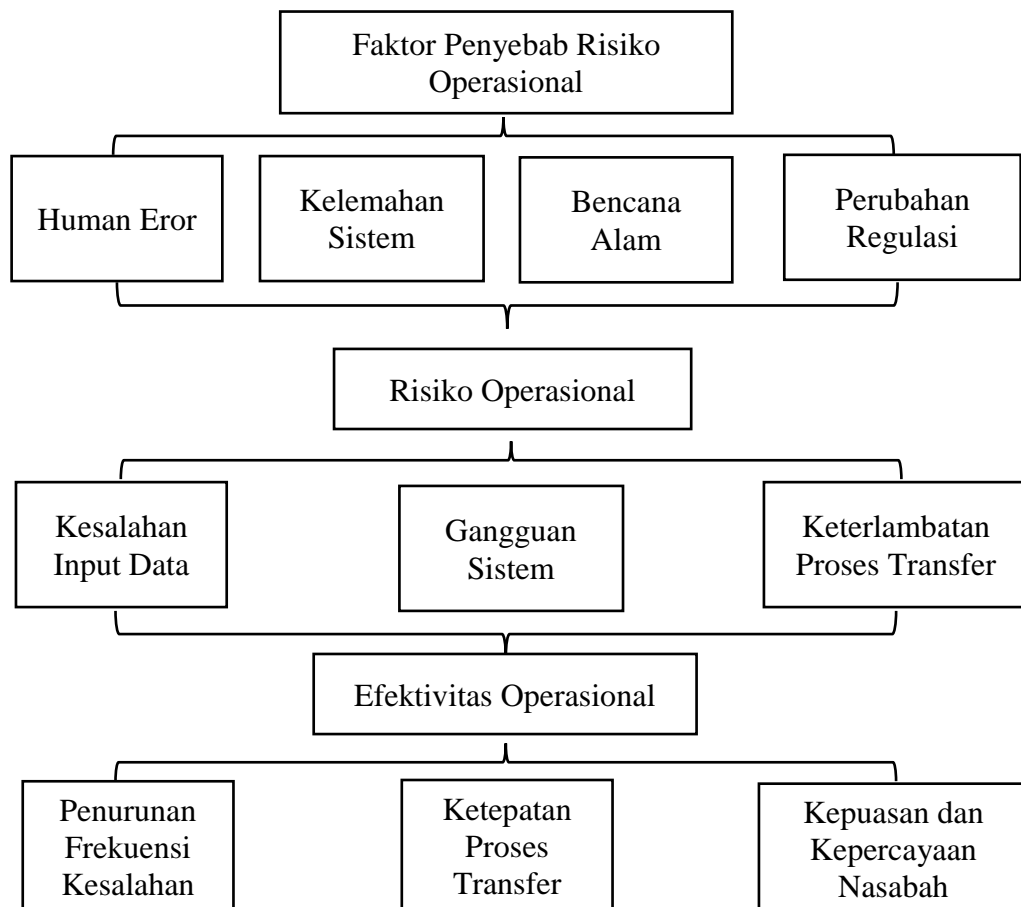 Faktor Penyebab Risiko
Operasional
Human Eror
Kelemahan
Sistem
Bencana
Alam
Perubahan
Regulasi
Risiko Operasional
Kesalahan
Input Data
Gangguan
Sistem
Keterlambatan
Proses Transfer
Efektivitas Operasional
Penurunan
Frekuensi
Kesalahan
Ketepatan
Proses
Transfer
Kepuasan dan
Kepercayaan
Nasabah